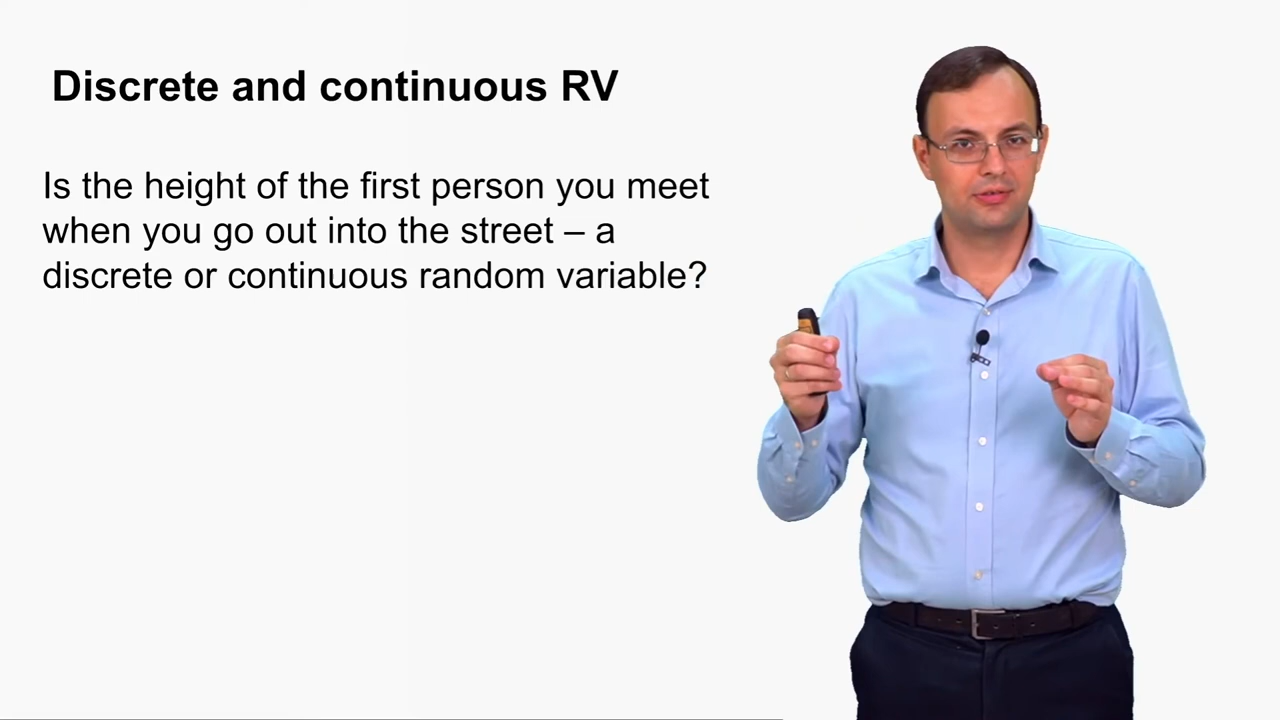 Discrete and continuous RV
Is the height of the first person you meet
when you go out into the street – a
discrete or continuous random variable?